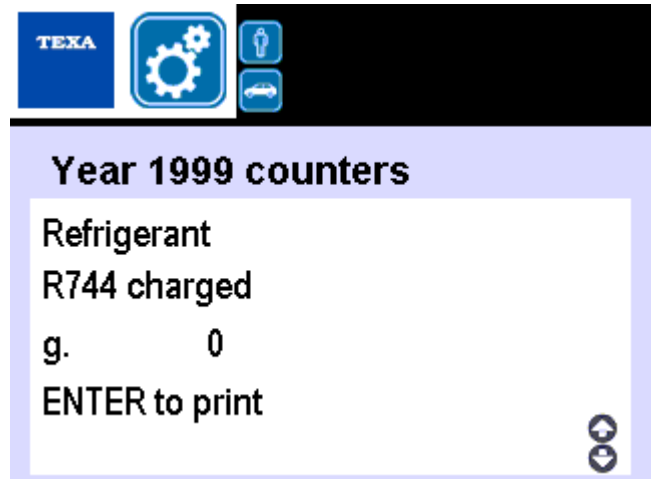 TEXA
Year 1999 counters
Refrigerant
R744 charged
g. 0
ENTER to print